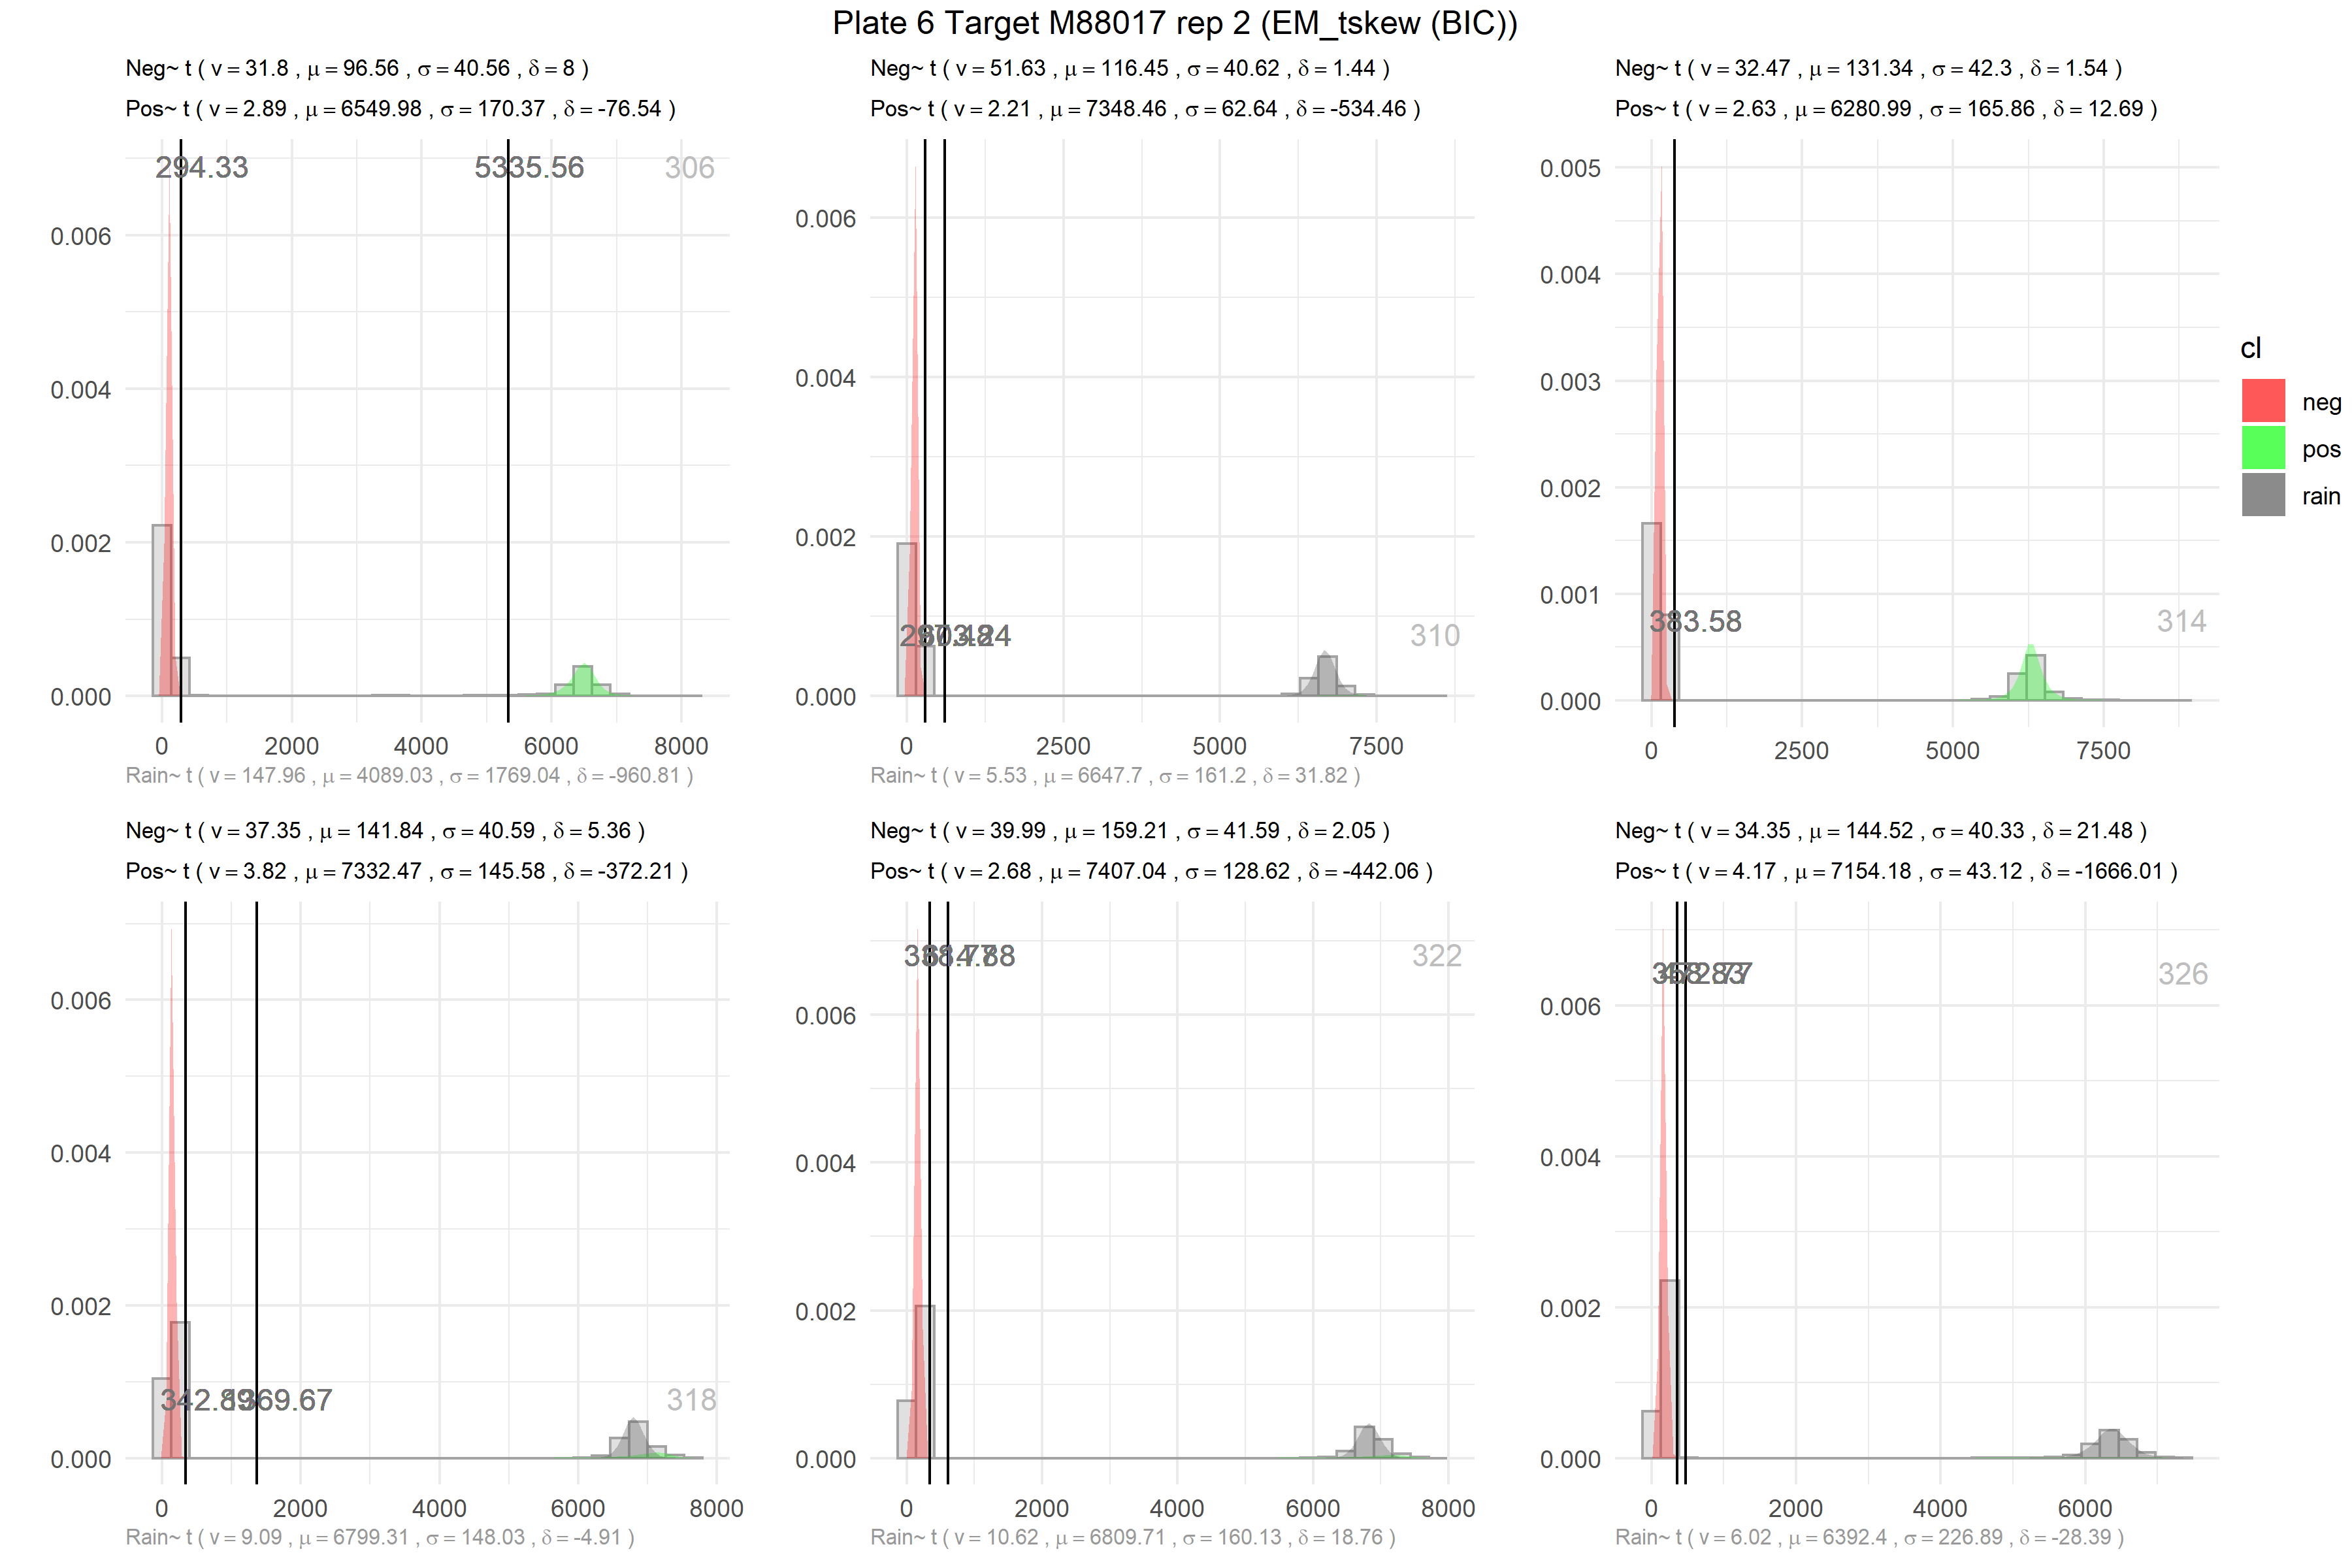 Plate 6 Target M88017 rep 2 (EM_tskew (BIC))
Neg~ t ( v = 31.8 , μ = 96.56 , σ = 40.56 , δ = 8 )
Pos~ t ( v = 2.89 , μ = 6549.98 , σ = 170.37 , δ = -76.54 )
294.33 5335.56 306
0.006
0.004
0.002
0.000
0 2000 4000 6000 8000
Rain~ t ( v = 147.96 , μ = 4089.03 , σ = 1769.04 , δ = -960.81 )
Neg~ t ( v = 51.63 , μ = 116.45 , σ = 40.62 , δ = 1.44 )
Pos~ t ( v = 2.21 , μ = 7348.46 , σ = 62.64 , δ = -534.46 )
0.006
0.004
0.002
310
0.000
0 2500 5000 7500
Rain~ t ( v = 5.53 , μ = 6647.7 , σ = 161.2 , δ = 31.82 )
Neg~ t ( v = 32.47 , μ = 131.34 , σ = 42.3 , δ = 1.54 )
Pos~ t ( v = 2.63 , μ = 6280.99 , σ = 165.86 , δ = 12.69 )
0.005
0.004
0.003
0.002
0.001
383.58 314
0.000
0 2500 5000 7500
cl
neg
pos
rain
Neg~ t ( v = 37.35 , μ = 141.84 , σ = 40.59 , δ = 5.36 )
Pos~ t ( v = 3.82 , μ = 7332.47 , σ = 145.58 , δ = -372.21 )
0.006
0.004
0.002
342.89 1369.67 318
0.000
0 2000 4000 6000 8000
Rain~ t ( v = 9.09 , μ = 6799.31 , σ = 148.03 , δ = -4.91 )
Neg~ t ( v = 39.99 , μ = 159.21 , σ = 41.59 , δ = 2.05 )
Pos~ t ( v = 2.68 , μ = 7407.04 , σ = 128.62 , δ = -442.06 )
322
0.006
0.004
0.002
0.000
0 2000 4000 6000 8000
Rain~ t ( v = 10.62 , μ = 6809.71 , σ = 160.13 , δ = 18.76 )
Neg~ t ( v = 34.35 , μ = 144.52 , σ = 40.33 , δ = 21.48 )
Pos~ t ( v = 4.17 , μ = 7154.18 , σ = 43.12 , δ = -1666.01 )
326
0.006
0.004
0.002
0.000
0 2000 4000 6000
Rain~ t ( v = 6.02 , μ = 6392.4 , σ = 226.89 , δ = -28.39 )